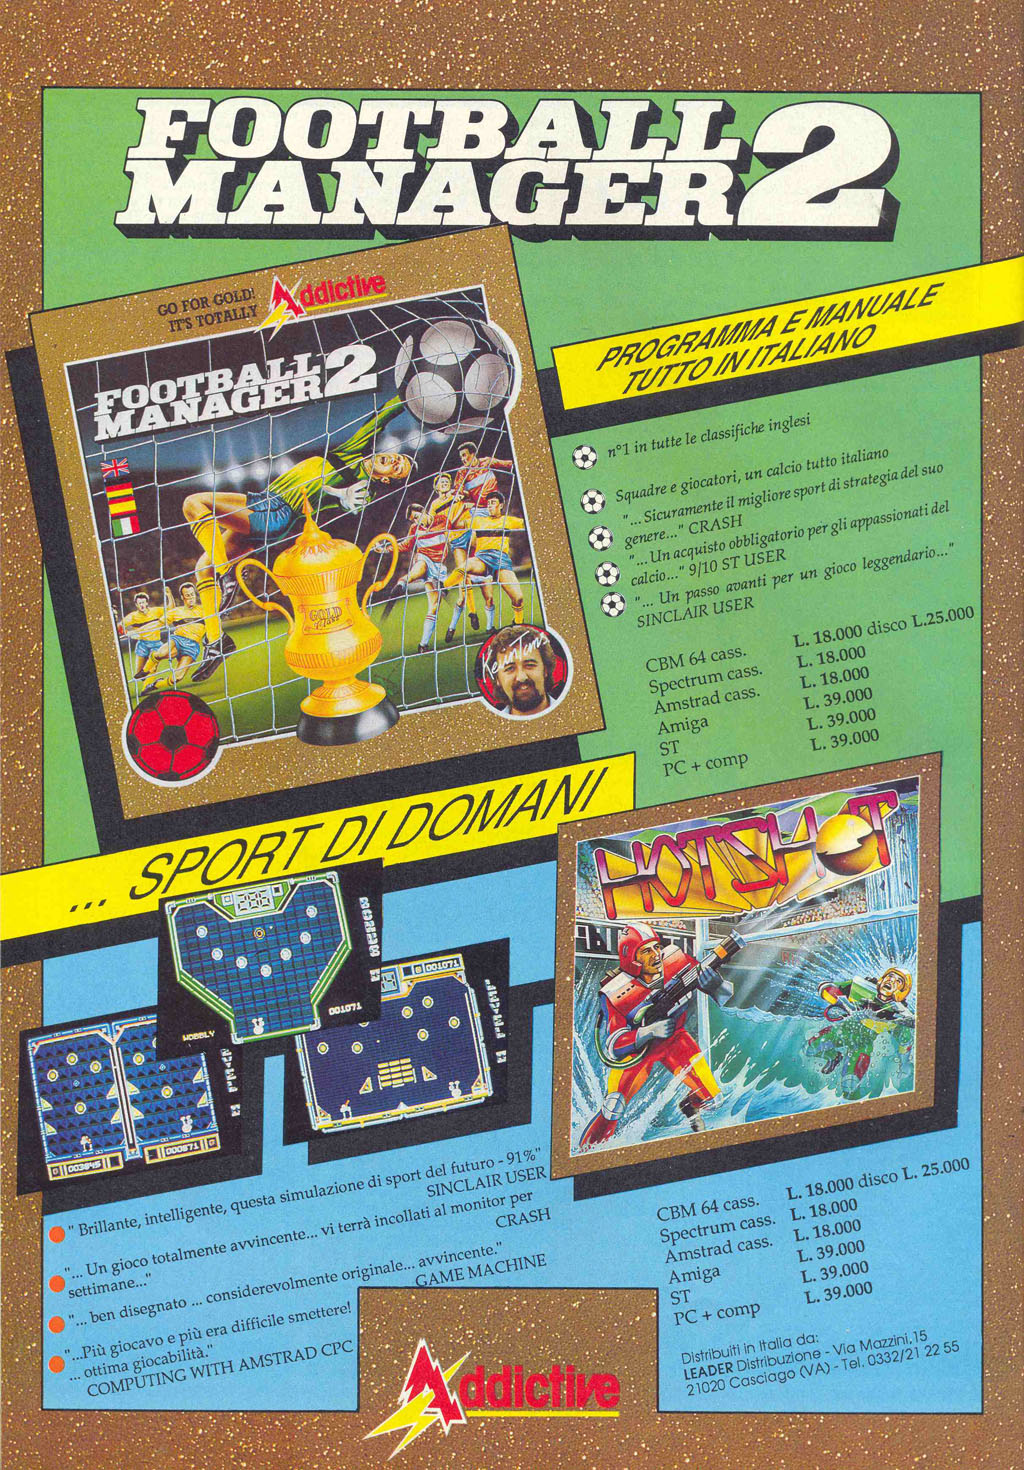 FOOTBALL
MANAGER 2
GO FOR GOLD!
IT'S TOTALLY
Addictive
FOOTBALL
MANAGER 2
GOLD
Kevin Toms
PROGRAMMA E MANUALE
TUTTO IN ITALIANO
n°1 in tutte le classifiche inglesi
Squadre e giocatori, un calcio tutto italiano
"... Sicuramente il migliore sport di strategia del suo
genere..." CRASH
"... Un acquisto obbligatorio per gli appassionati del
calcio..." 9/10 ST USER
"... Un passo avanti per un gioco leggendario..."
SINCLAIR USER
CBM 64 cass. L. 18.000 disco L.25.000
Spectrum cass. L. 18.000
Amstrad cass. L. 18.000
Amiga L. 39.000
ST L. 39.000
PC + comp L. 39.000
... SPORT DI DOMANI
HOTSHOT
001071
WOBBLY
001071
003845
000571
" Brillante, intelligente, questa simulazione di sport del futuro - 91%"
SINCLAIR USER
"... Un gioco totalmente avvincente... vi terrà incollati al monitor per
settimane..."
CRASH
"... ben disegnato ... considerevolmente originale... avvincente."
GAME MACHINE
"...Più giocavo e più era difficile smettere!
... ottima giocabilità."
COMPUTING WITH AMSTRAD CPC
CBM 64 cass. L. 18.000 disco L. 25.000
Spectrum cass. L. 18.000
Amstrad cass. L. 18.000
Amiga L. 39.000
ST L. 39.000
PC + comp L. 39.000
Distribuiti in Italia da:
LEADER Distribuzione - Via Mazzini,15
21020 Casciago (VA) - Tel. 0332/21 22 55
Addictive